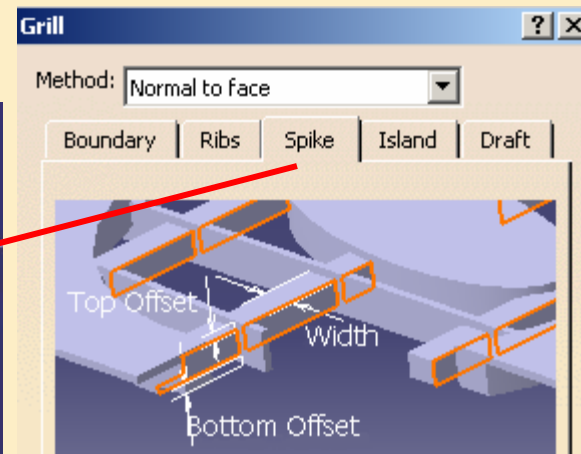 Grill
Method: Normal to face
Boundary Ribs Spike Island Draft
Top Offset
Width
Bottom Offset